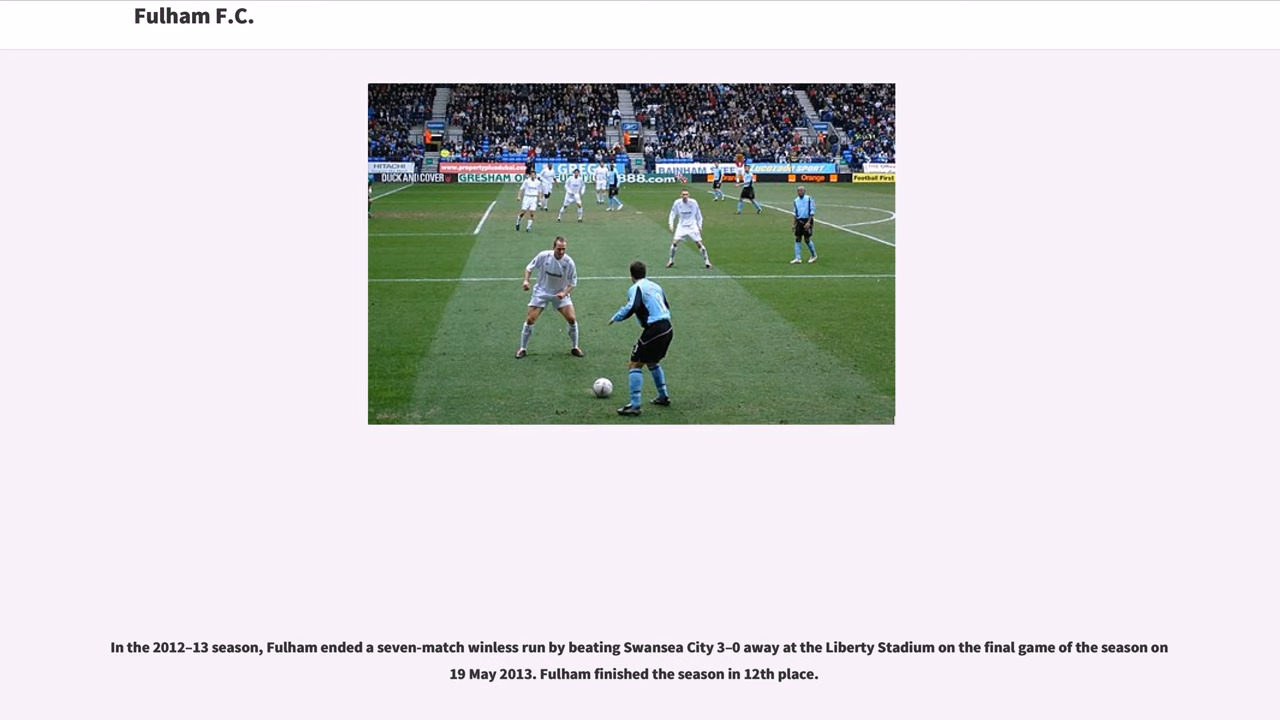 Fulham F.C.
HITACHI
DUCK AND COVER
GRESHAM
888.com
Orange
Orange
Football First
In the 2012–13 season, Fulham ended a seven-match winless run by beating Swansea City 3–0 away at the Liberty Stadium on the final game of the season on
19 May 2013. Fulham finished the season in 12th place.